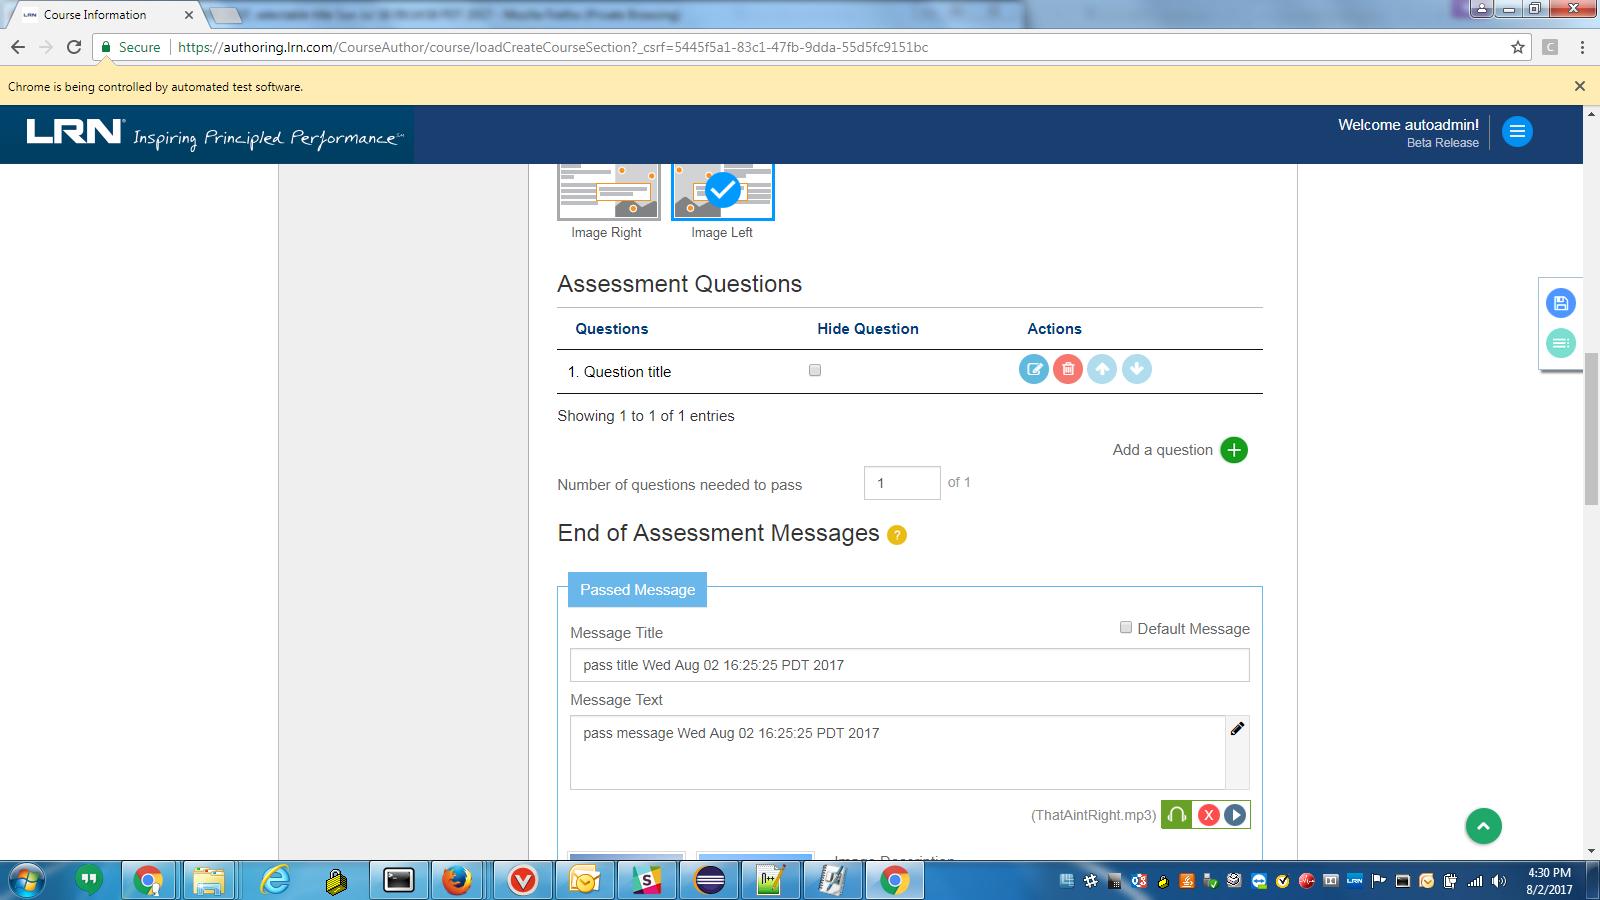 LRN Course Information
Secure https://authoring.lrn.com/CourseAuthor/course/loadCreateCourseSection?_csrf=5445f5a1-83c1-47fb-9dda-55d5fc9151bc
Chrome is being controlled by automated test software.
LRN Inspiring Principled Performance
Welcome autoadmin!
Beta Release
Image Right Image Left
Assessment Questions
Questions Hide Question Actions
1. Question title
Showing 1 to 1 of 1 entries
Add a question
Number of questions needed to pass 1 of 1
End of Assessment Messages ?
Passed Message
Message Title Default Message
pass title Wed Aug 02 16:25:25 PDT 2017
Message Text
pass message Wed Aug 02 16:25:25 PDT 2017
(ThatAintRight.mp3) X
Image Description
4:30 PM
8/2/2017